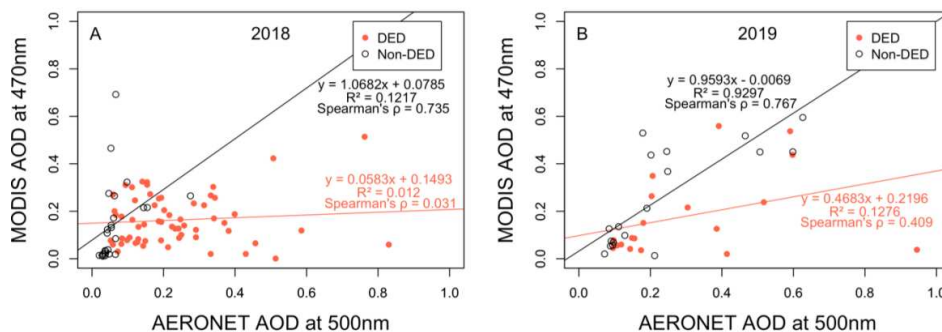 A
2018
DED
Non-DED
y = 1.0682x + 0.0785
R² = 0.1217
Spearman's ρ = 0.735
y = 0.0583x + 0.1493
R² = 0.012
Spearman's ρ = 0.031
MODIS AOD at 470nm
0.0 0.2 0.4 0.6 0.8 1.0
0.0 0.2 0.4 0.6 0.8 1.0
AERONET AOD at 500nm
B
2019
DED
Non-DED
y = 0.9593x - 0.0069
R² = 0.9297
Spearman's ρ = 0.767
y = 0.4683x + 0.2196
R² = 0.1276
Spearman's ρ = 0.409
MODIS AOD at 470nm
0.0 0.2 0.4 0.6 0.8 1.0
0.0 0.2 0.4 0.6 0.8 1.0
AERONET AOD at 500nm